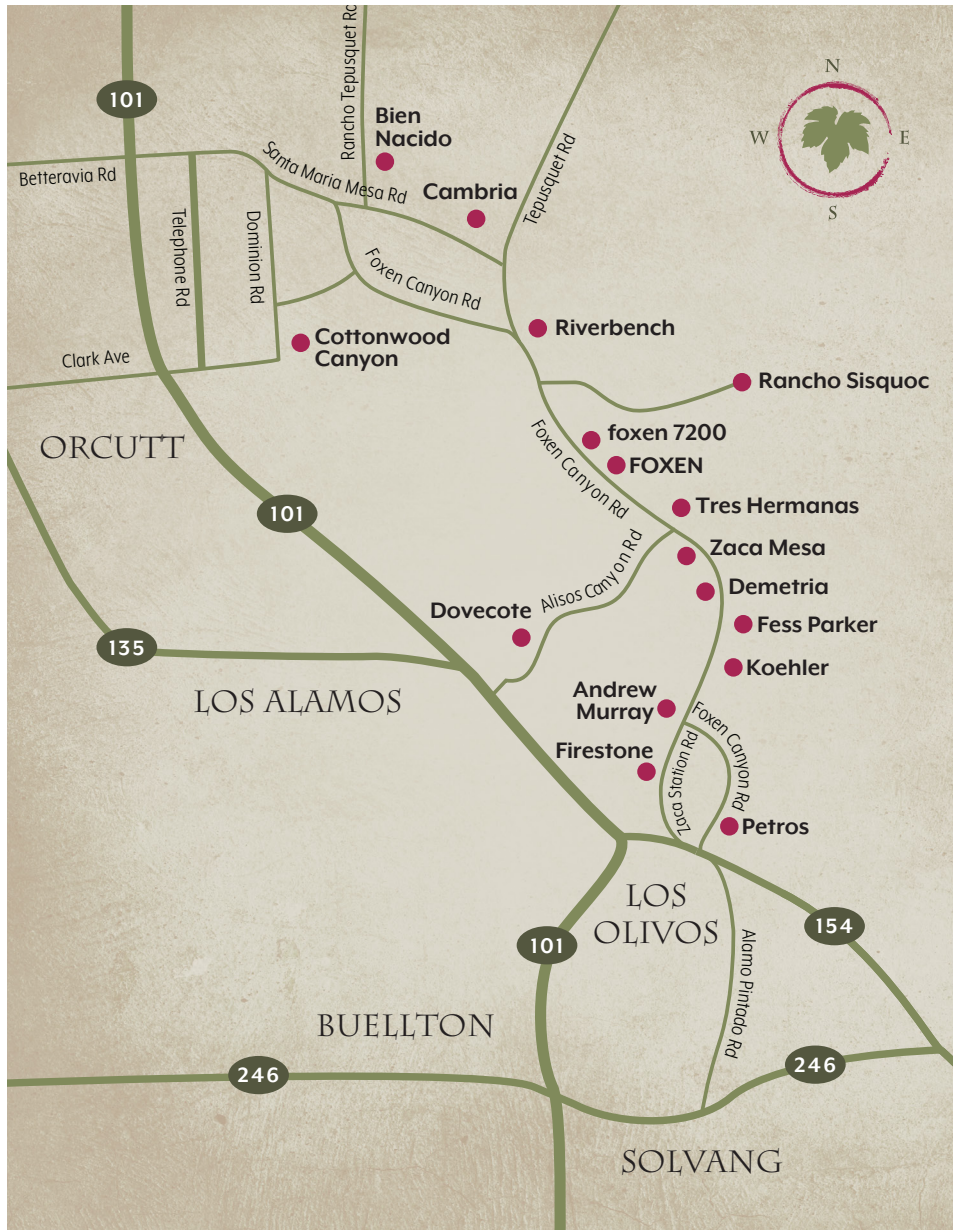 Rancho Tepusquet Rd
N
W
E
S
101
Bien
Nacido
Betteravia Rd
Santa Maria Mesa Rd
Cambria
Tepusquet Rd
Telephone Rd
Dominion Rd
Foxen Canyon Rd
Riverbench
Cottonwood
Canyon
Clark Ave
Rancho Sisquoc
ORCUTT
foxen 7200
FOXEN
Foxen Canyon Rd
101
Tres Hermanas
Zaca Mesa
Alisos Canyon Rd
Demetria
Dovecote
Fess Parker
135
Koehler
LOS ALAMOS
Andrew
Murray
Foxen Canyon Rd
Firestone
Zaca Station Rd
Petros
LOS
OLIVOS
154
101
Alamo Pintado Rd
BUELLTON
246
246
SOLVANG